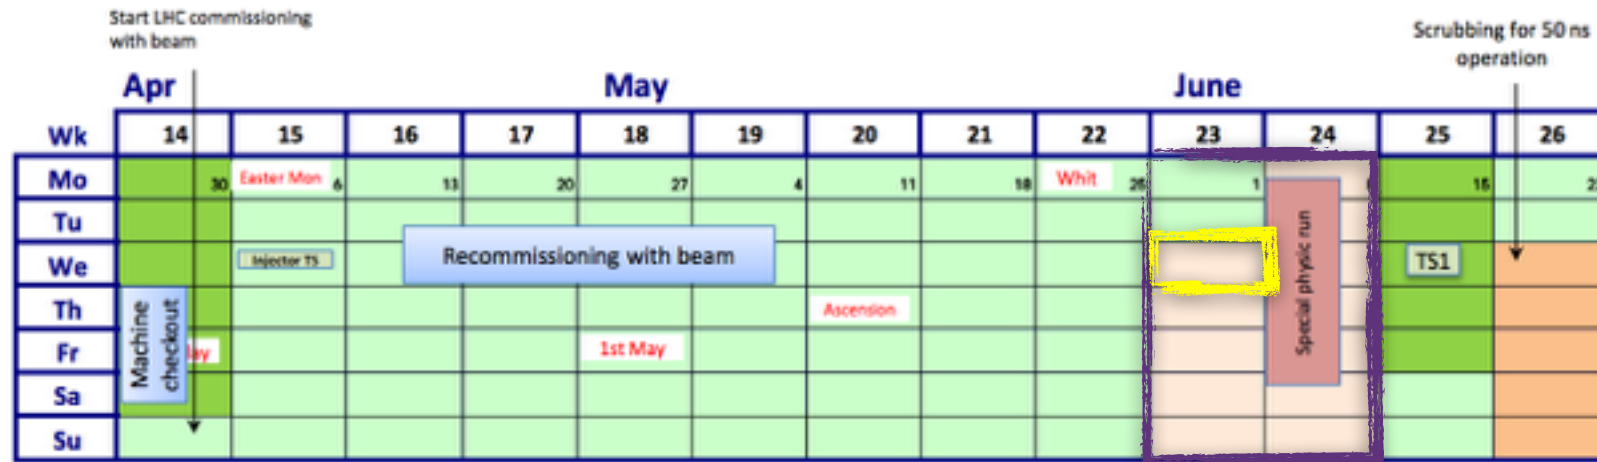 Start LHC commissioning
with beam
Scrubbing for 50 ns
operation
Apr May June
Wk 14 15 16 17 18 19 20 21 22 23 24 25 26
Mo 30 Easter Mon 6 13 20 27 4 11 18 Whit 25 1 15
Tu
Recommissioning with beam
We Injector TS TS1
Th Ascension
Machine
checkout
Special physic run
Fr 1st May
Sa
Su